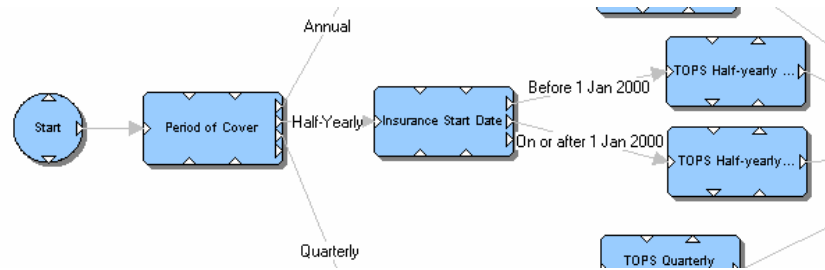 Annual
Before 1 Jan 2000
TOPS Half-yearly ...
Start
Period of Cover
Half-Yearly
Insurance Start Date
On or after 1 Jan 2000
TOPS Half-yearly...
Quarterly
TOPS Quarterly